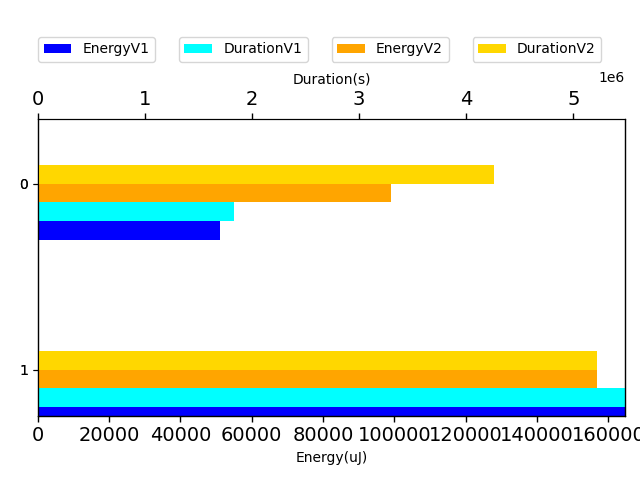 EnergyV1 DurationV1 EnergyV2 DurationV2
Duration(s) 1e6
0 1 2 3 4 5
0
1
0 20000 40000 60000 80000 100000 120000 140000 160000
Energy(uJ)